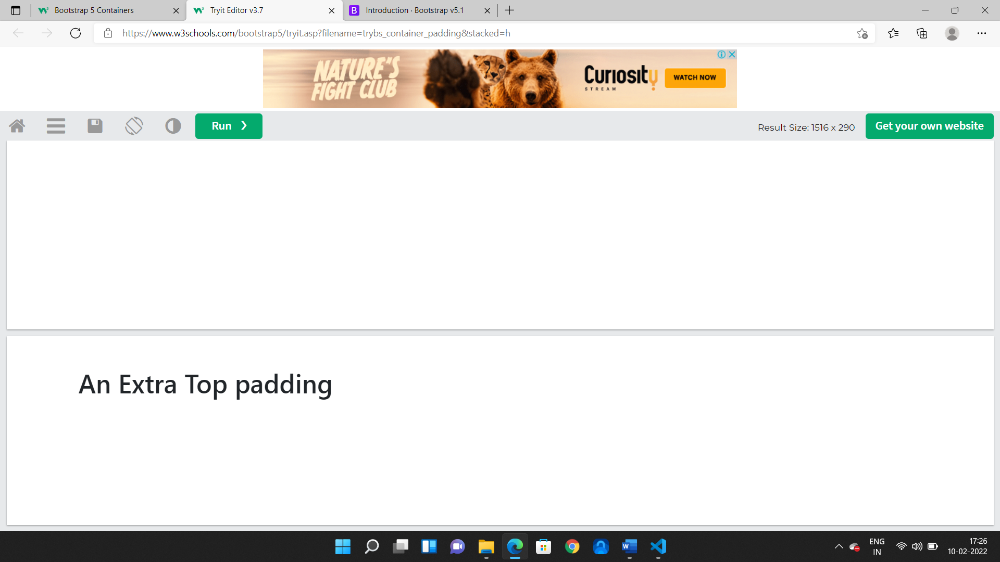 Bootstrap 5 Containers
Tryit Editor v3.7
B
Introduction · Bootstrap v5.1
https://www.w3schools.com/bootstrap5/tryit.asp?filename=trybs_container_padding&stacked=h
NATURE'S
FIGHT CLUB
CURIOSITY
STREAM
WATCH NOW
Run ❯
Result Size: 1516 x 290
Get your own website
An Extra Top padding
ENG
IN
17:26
10-02-2022